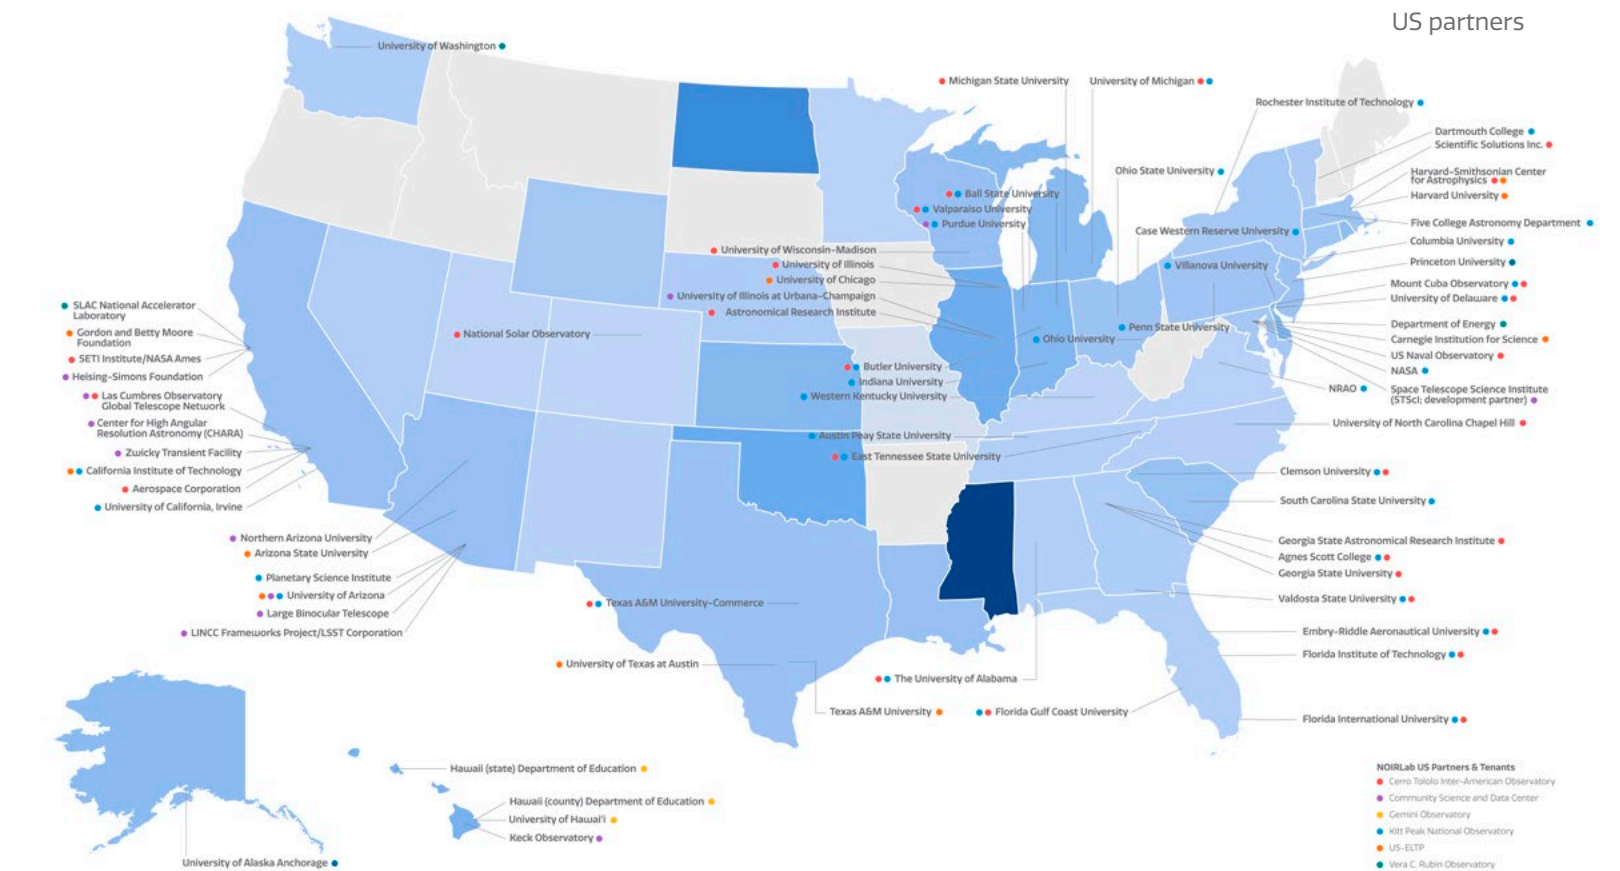 US partners
University of Washington
Michigan State University
University of Michigan
Rochester Institute of Technology
Dartmouth College
Scientific Solutions Inc.
Ohio State University
Harvard-Smithsonian Center
for Astrophysics
Harvard University
Ball State University
Valparaiso University
Purdue University
Five College Astronomy Department
Case Western Reserve University
Columbia University
University of Wisconsin-Madison
University of Illinois
University of Chicago
University of Illinois at Urbana-Champaign
Astronomical Research Institute
Villanova University
Princeton University
Mount Cuba Observatory
University of Delaware
SLAC National Accelerator
Laboratory
Gordon and Betty Moore
Foundation
SETI Institute/NASA Ames
Heising-Simons Foundation
Las Cumbres Observatory
Global Telescope Network
Center for High Angular
Resolution Astronomy (CHARA)
Zwicky Transient Facility
California Institute of Technology
Aerospace Corporation
University of California, Irvine
National Solar Observatory
Penn State University
Ohio University
Department of Energy
Carnegie Institution for Science
US Naval Observatory
NASA
Space Telescope Science Institute
(STScI; development partner)
NRAO
Butler University
Indiana University
Western Kentucky University
Austin Peay State University
East Tennessee State University
University of North Carolina Chapel Hill
Clemson University
South Carolina State University
Georgia State Astronomical Research Institute
Agnes Scott College
Georgia State University
Valdosta State University
Embry-Riddle Aeronautical University
Florida Institute of Technology
Florida International University
Northern Arizona University
Arizona State University
Planetary Science Institute
University of Arizona
Large Binocular Telescope
LINCC Frameworks Project/LSST Corporation
Texas A&M University-Commerce
University of Texas at Austin
Texas A&M University
The University of Alabama
Florida Gulf Coast University
Hawaii (state) Department of Education
Hawaii (county) Department of Education
University of Hawai'i
Keck Observatory
University of Alaska Anchorage
NOIRLab US Partners & Tenants
Cerro Tololo Inter-American Observatory
Community Science and Data Center
Gemini Observatory
Kitt Peak National Observatory
US-ELTP
Vera C. Rubin Observatory